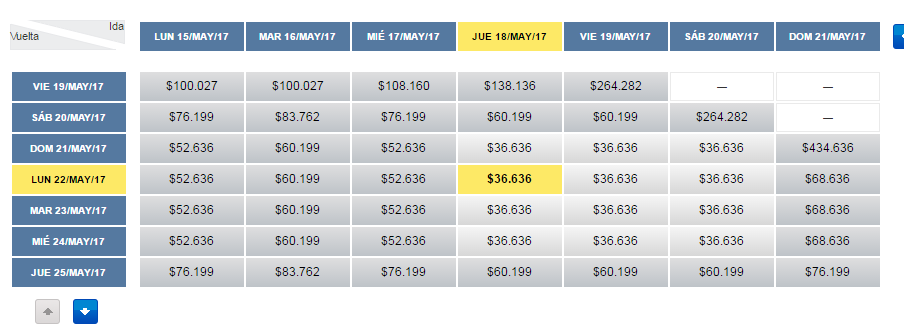 Ida
Vuelta
LUN 15/MAY/17 MAR 16/MAY/17 MIÉ 17/MAY/17 JUE 18/MAY/17 VIE 19/MAY/17 SÁB 20/MAY/17 DOM 21/MAY/17
VIE 19/MAY/17 $100.027 $100.027 $108.160 $138.136 $264.282 — —
SÁB 20/MAY/17 $76.199 $83.762 $76.199 $60.199 $60.199 $264.282 —
DOM 21/MAY/17 $52.636 $60.199 $52.636 $36.636 $36.636 $36.636 $434.636
LUN 22/MAY/17 $52.636 $60.199 $52.636 $36.636 $36.636 $36.636 $68.636
MAR 23/MAY/17 $52.636 $60.199 $52.636 $36.636 $36.636 $36.636 $68.636
MIÉ 24/MAY/17 $52.636 $60.199 $52.636 $36.636 $36.636 $36.636 $68.636
JUE 25/MAY/17 $76.199 $83.762 $76.199 $60.199 $60.199 $60.199 $76.199